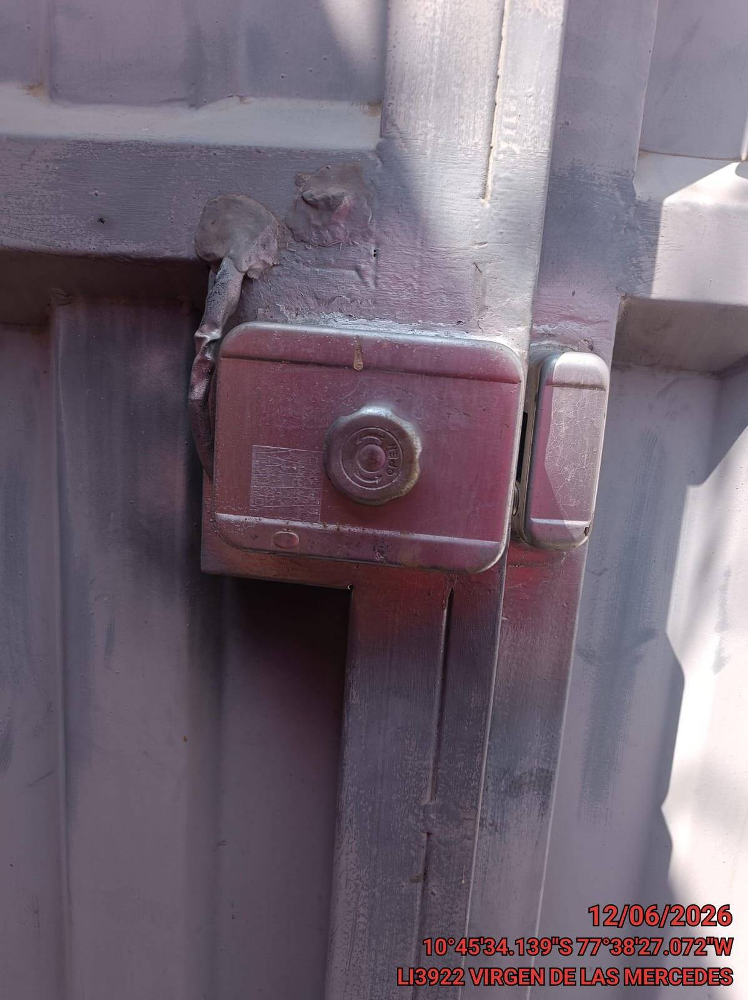 OPEN
12/06/2026
10°45'34.139"S 77°38'27.072"W
LI3922 VIRGEN DE LAS MERCEDES